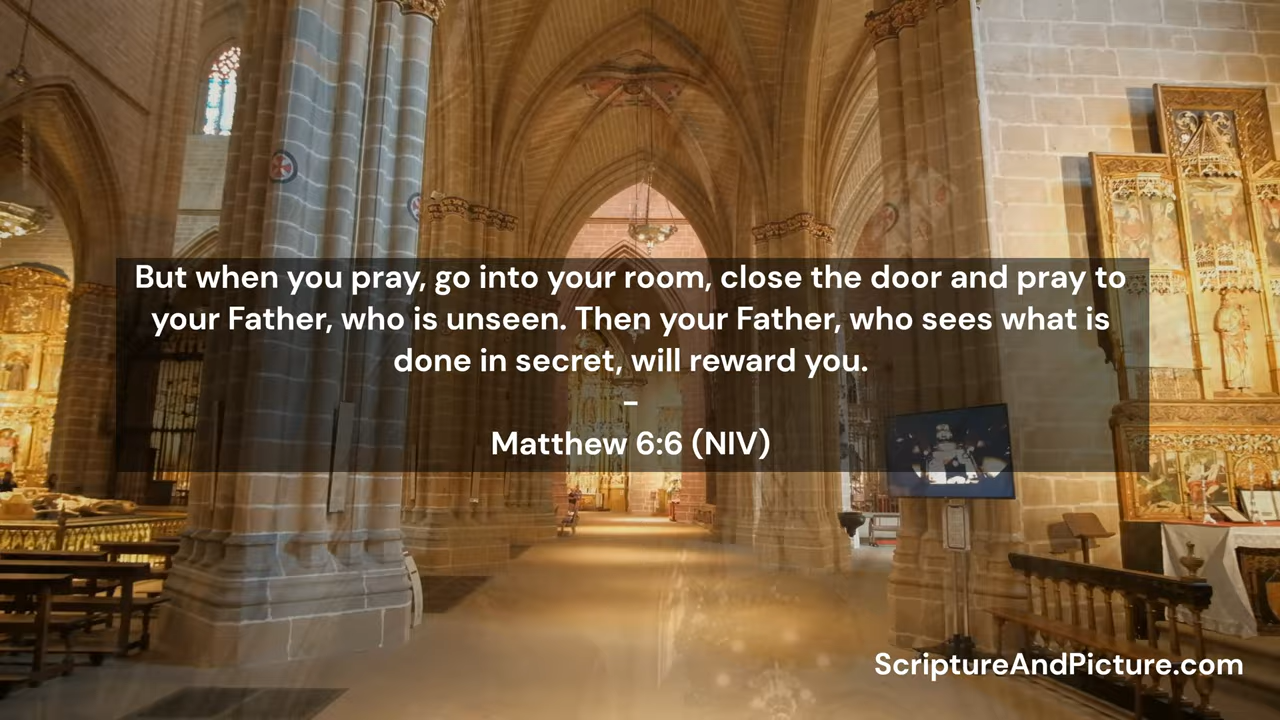 But when you pray, go into your room, close the door and pray to
your Father, who is unseen. Then your Father, who sees what is
done in secret, will reward you.
-
Matthew 6:6 (NIV)
ScriptureAndPicture.com